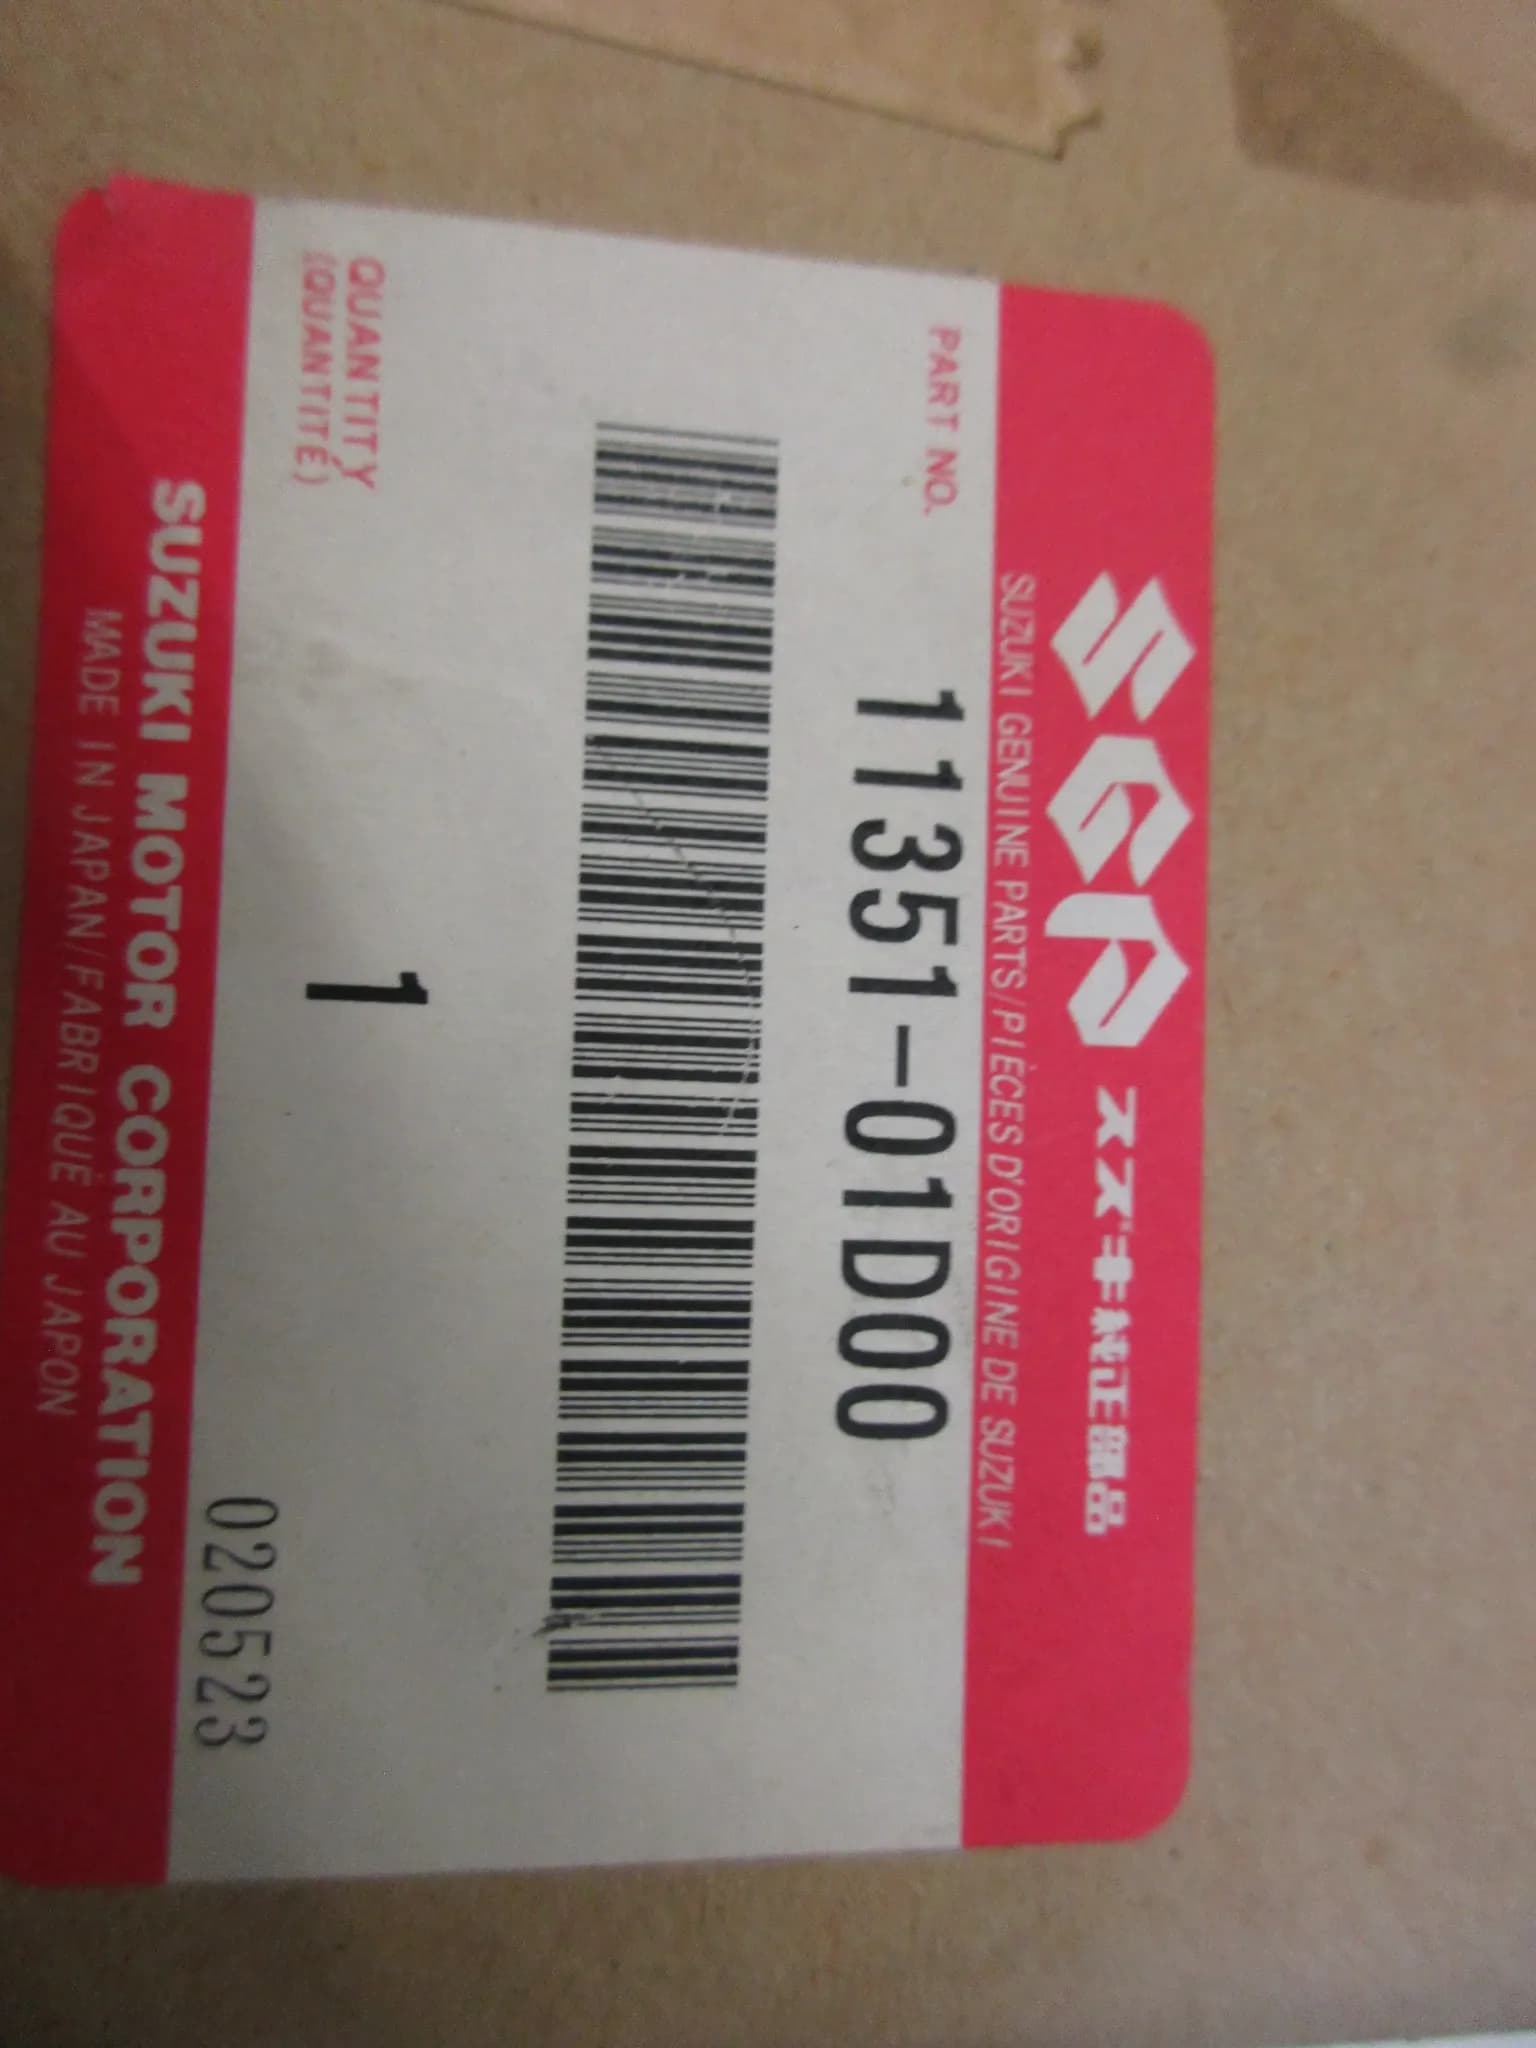 SGP スズキ純正部品
SUZUKI GENUINE PARTS/PIÈCES D'ORIGINE DE SUZUKI
PART NO.
11351-01D00
QUANTITY
(QUANTITÉ)
1
020523
SUZUKI MOTOR CORPORATION
MADE IN JAPAN/FABRIQUÉ AU JAPON